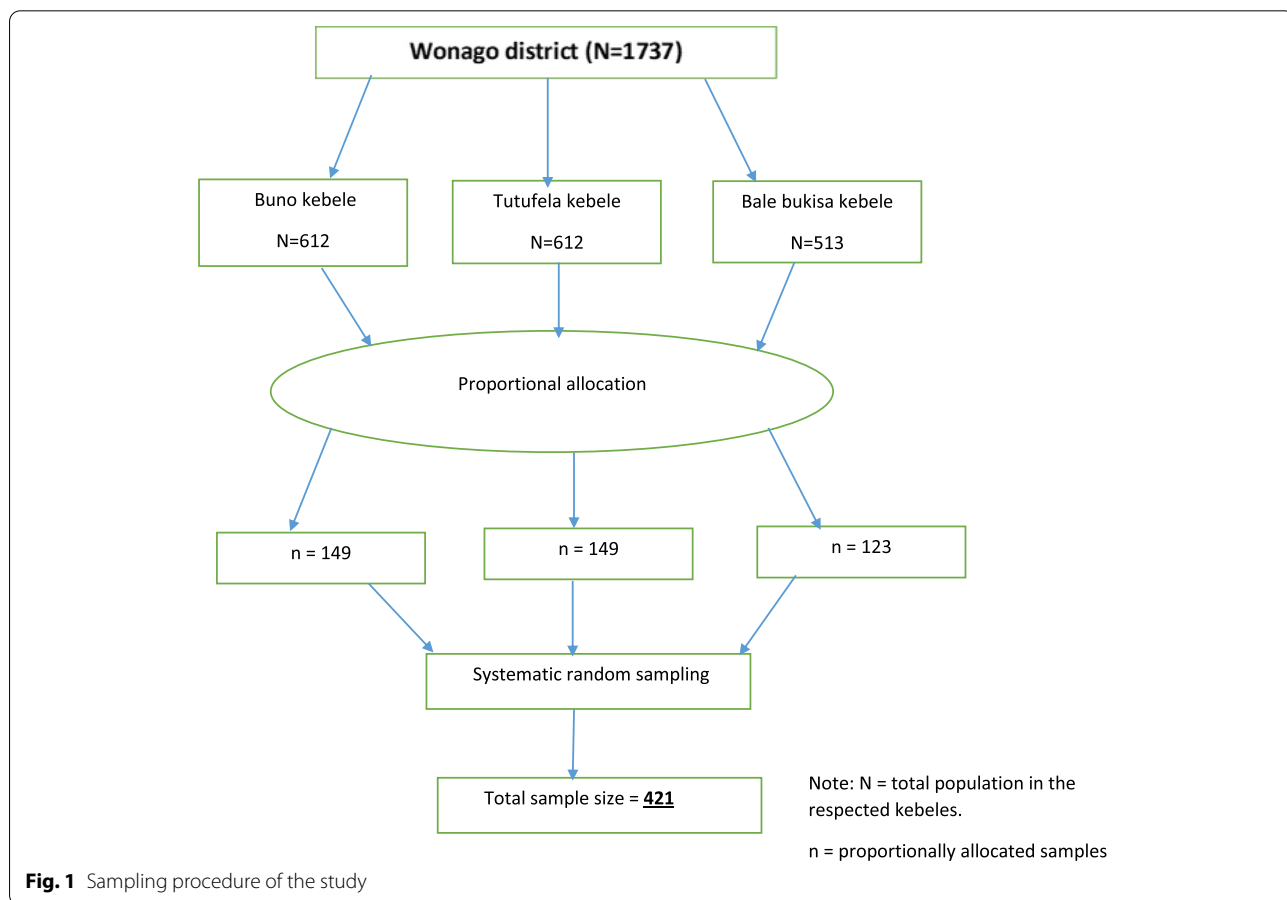 Wonago district (N=1737)
Buno kebele
N=612
Tutufela kebele
N=612
Bale bukisa kebele
N=513
Proportional allocation
n = 149
n = 149
n = 123
Systematic random sampling
Total sample size = 421
Note: N = total population in the
respected kebeles.
n = proportionally allocated samples
Fig. 1 Sampling procedure of the study